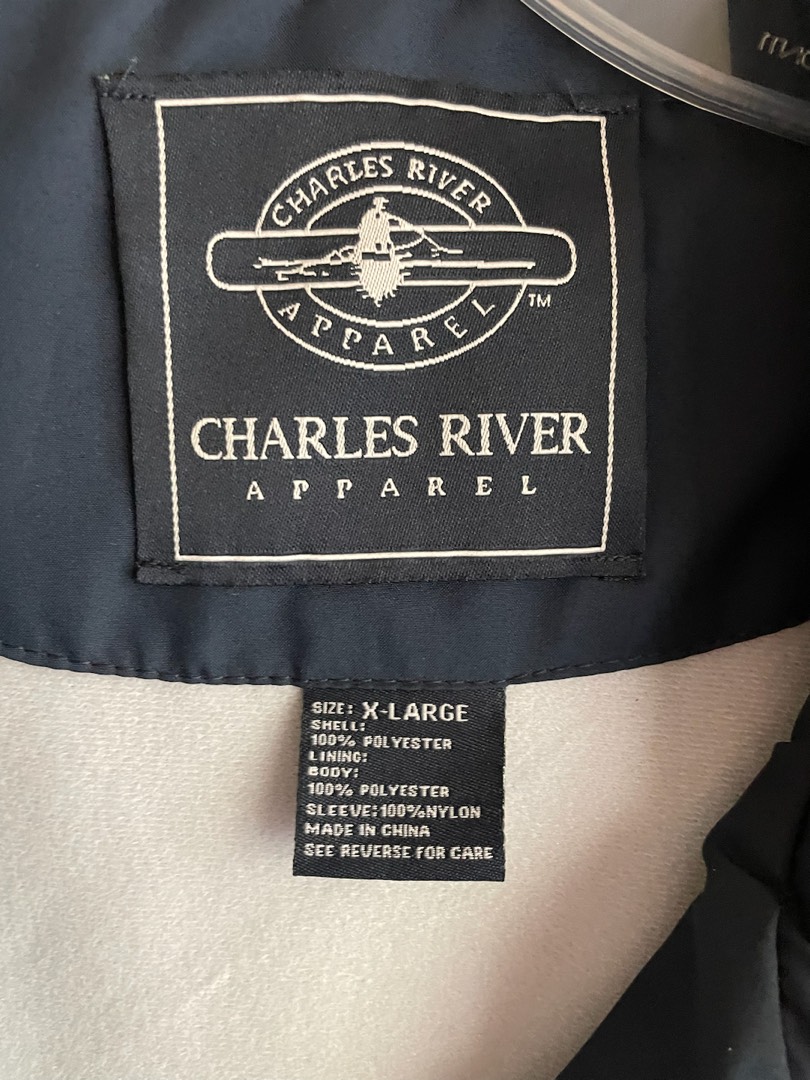 CHARLES RIVER
APPAREL
TM
CHARLES RIVER
APPAREL
SIZE: X-LARGE
SHELL:
100% POLYESTER
LINING:
BODY:
100% POLYESTER
SLEEVE:100%NYLON
MADE IN CHINA
SEE REVERSE FOR CARE